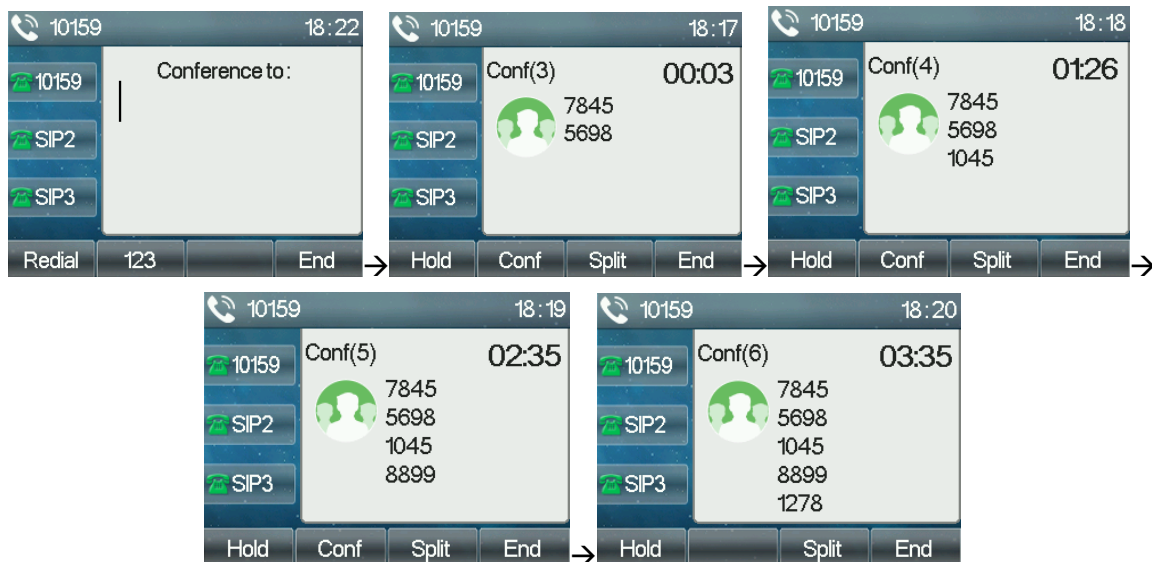 10159 18:22
Conference to :
10159
SIP2
SIP3
Redial 123 End
→
10159 18:17
Conf(3) 00:03
10159
7845
5698
SIP2
SIP3
Hold Conf Split End
→
10159 18:18
Conf(4) 01:26
10159
7845
5698
1045
SIP2
SIP3
Hold Conf Split End
→
10159 18:19
Conf(5) 02:35
10159
7845
5698
1045
8899
SIP2
SIP3
Hold Conf Split End
→
10159 18:20
Conf(6) 03:35
10159
7845
5698
1045
8899
1278
SIP2
SIP3
Hold Split End